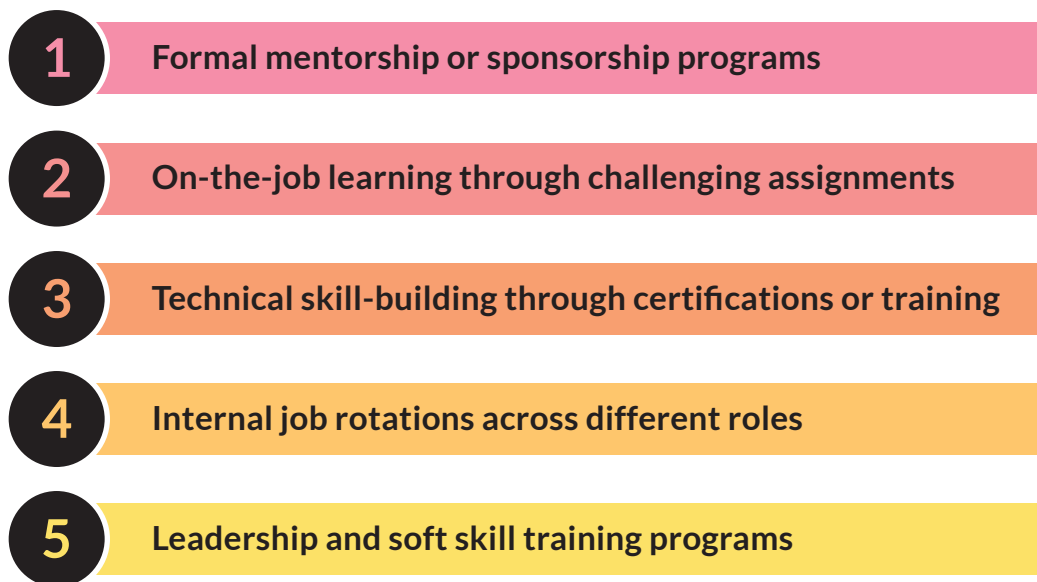 1 Formal mentorship or sponsorship programs
2 On-the-job learning through challenging assignments
3 Technical skill-building through certifications or training
4 Internal job rotations across different roles
5 Leadership and soft skill training programs